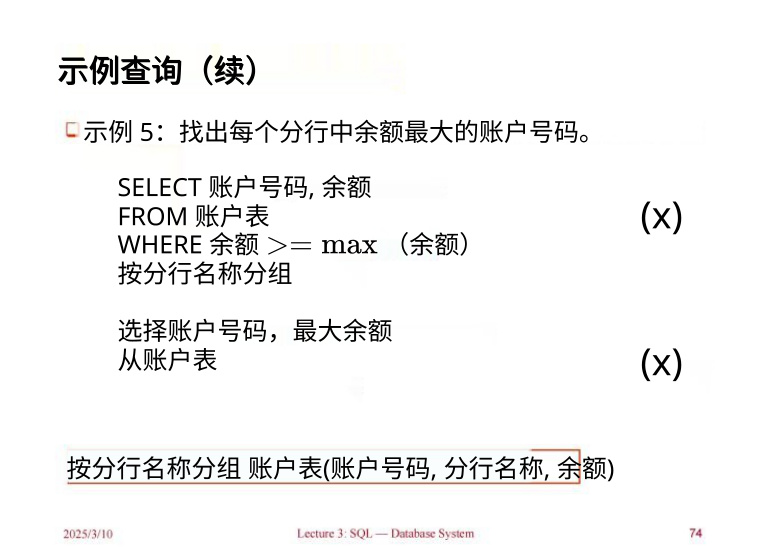 示例查询（续）
示例 5：找出每个分行中余额最大的账户号码。
SELECT 账户号码, 余额
FROM 账户表
WHERE 余额 >= max （余额）
按分行名称分组
(x)
选择账户号码，最大余额
从账户表
(x)
按分行名称分组 账户表(账户号码, 分行名称, 余额)
2025/3/10
Lecture 3: SQL — Database System
74